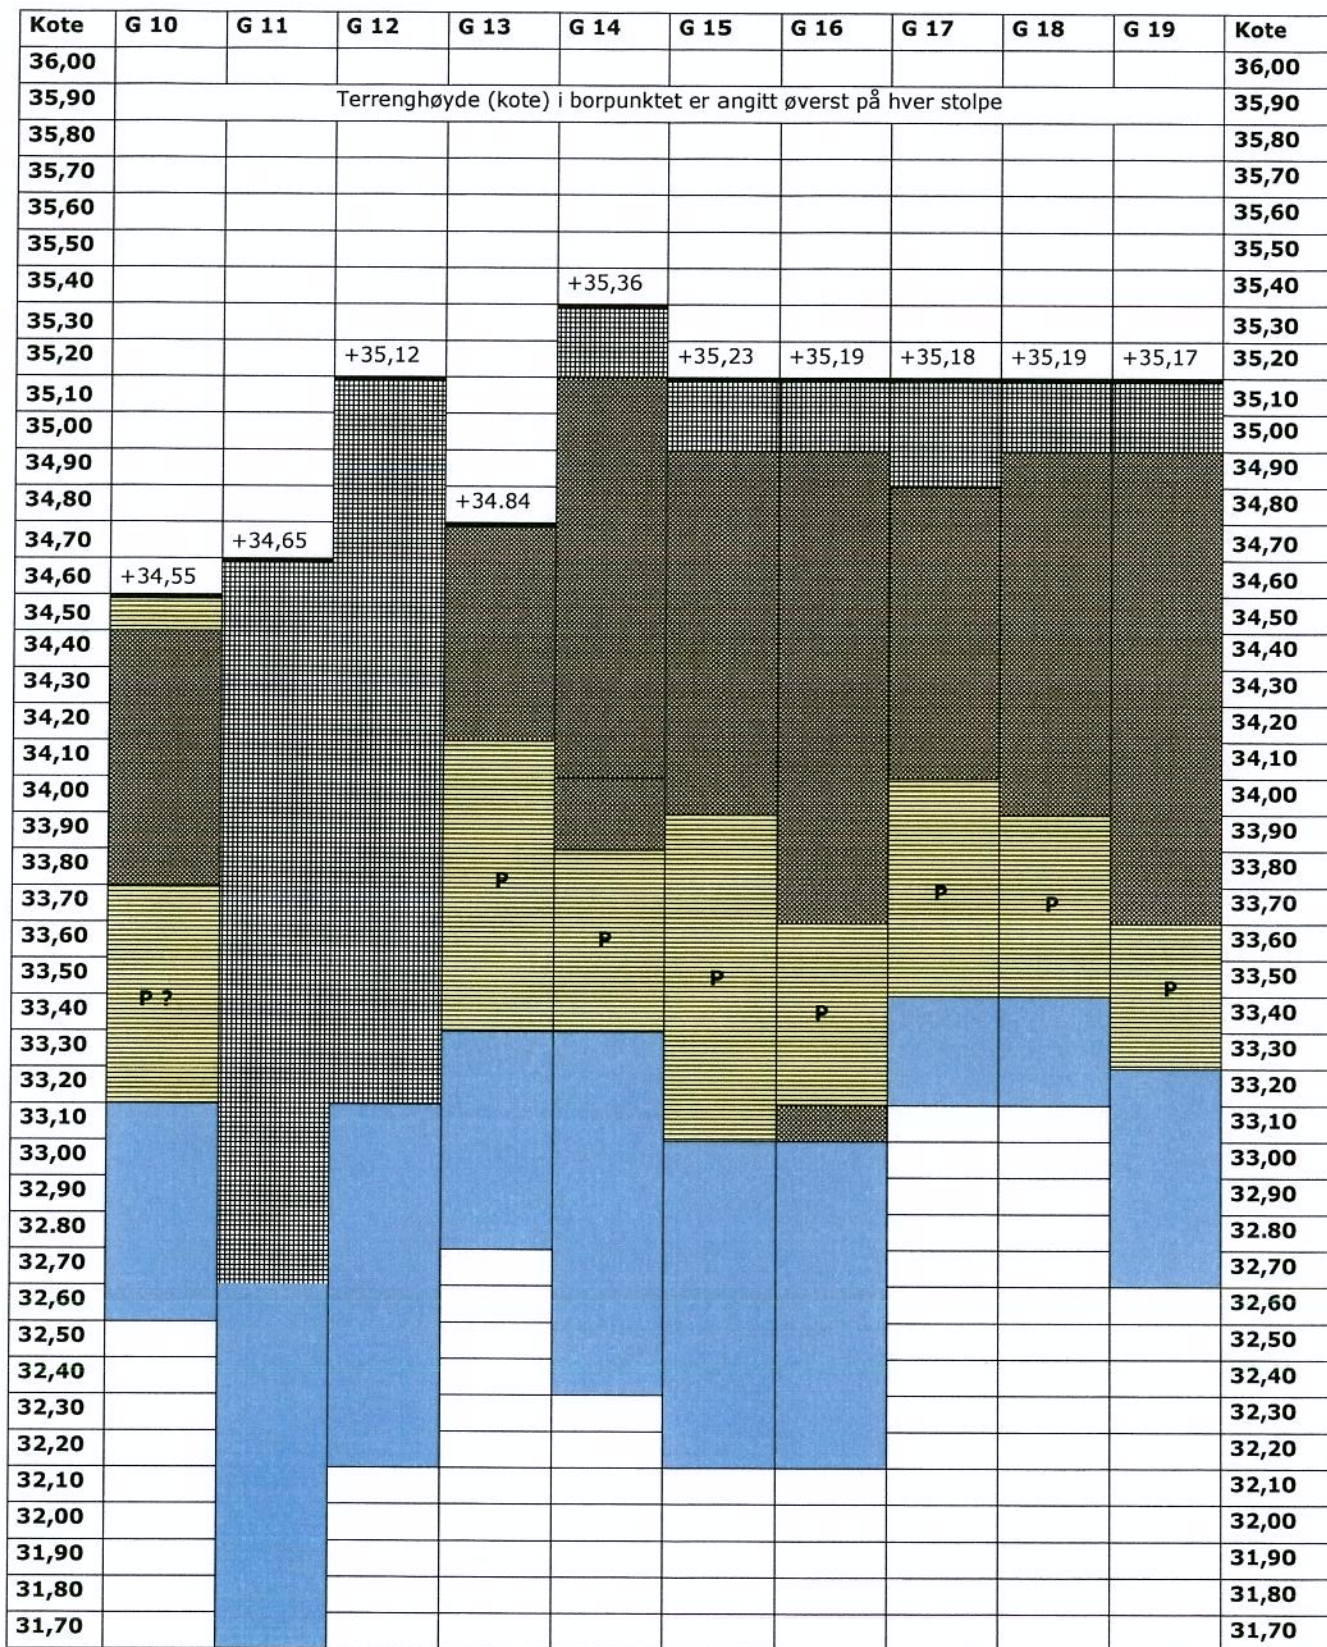 Kote G 10 G 11 G 12 G 13 G 14 G 15 G 16 G 17 G 18 G 19 Kote
36,00 36,00
35,90 Terrenghøyde (kote) i borpunktet er angitt øverst på hver stolpe 35,90
35,80 35,80
35,70 35,70
35,60 35,60
35,50 35,50
35,40 +35,36 35,40
35,30 35,30
35,20 +35,12 +35,23 +35,19 +35,18 +35,19 +35,17 35,20
35,10 35,10
35,00 35,00
34,90 34,90
34,80 +34.84 34,80
34,70 +34,65 34,70
34,60 +34,55 34,60
34,50 34,50
34,40 34,40
34,30 34,30
34,20 34,20
34,10 34,10
34,00 34,00
33,90 33,90
33,80 P 33,80
33,70 P P 33,70
33,60 P 33,60
33,50 P P 33,50
33,40 P ? P 33,40
33,30 33,30
33,20 33,20
33,10 33,10
33,00 33,00
32,90 32,90
32.80 32.80
32,70 32,70
32,60 32,60
32,50 32,50
32,40 32,40
32,30 32,30
32,20 32,20
32,10 32,10
32,00 32,00
31,90 31,90
31,80 31,80
31,70 31,70